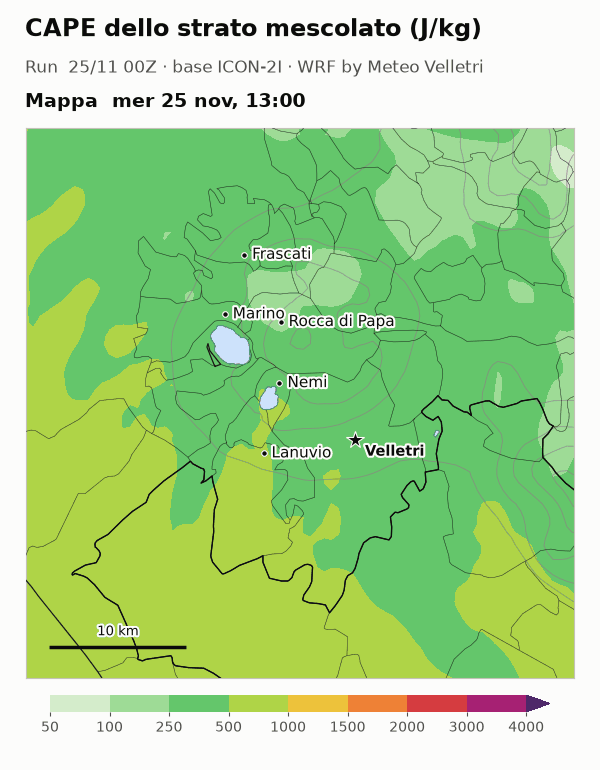 CAPE dello strato mescolato (J/kg)
Run  25/11 00Z · base ICON-2I · WRF by Meteo Velletri
Mappa  mer 25 nov, 13:00
Frascati
Marino
Rocca di Papa
Nemi
Velletri
Lanuvio
10 km
50 100 250 500 1000 1500 2000 3000 4000